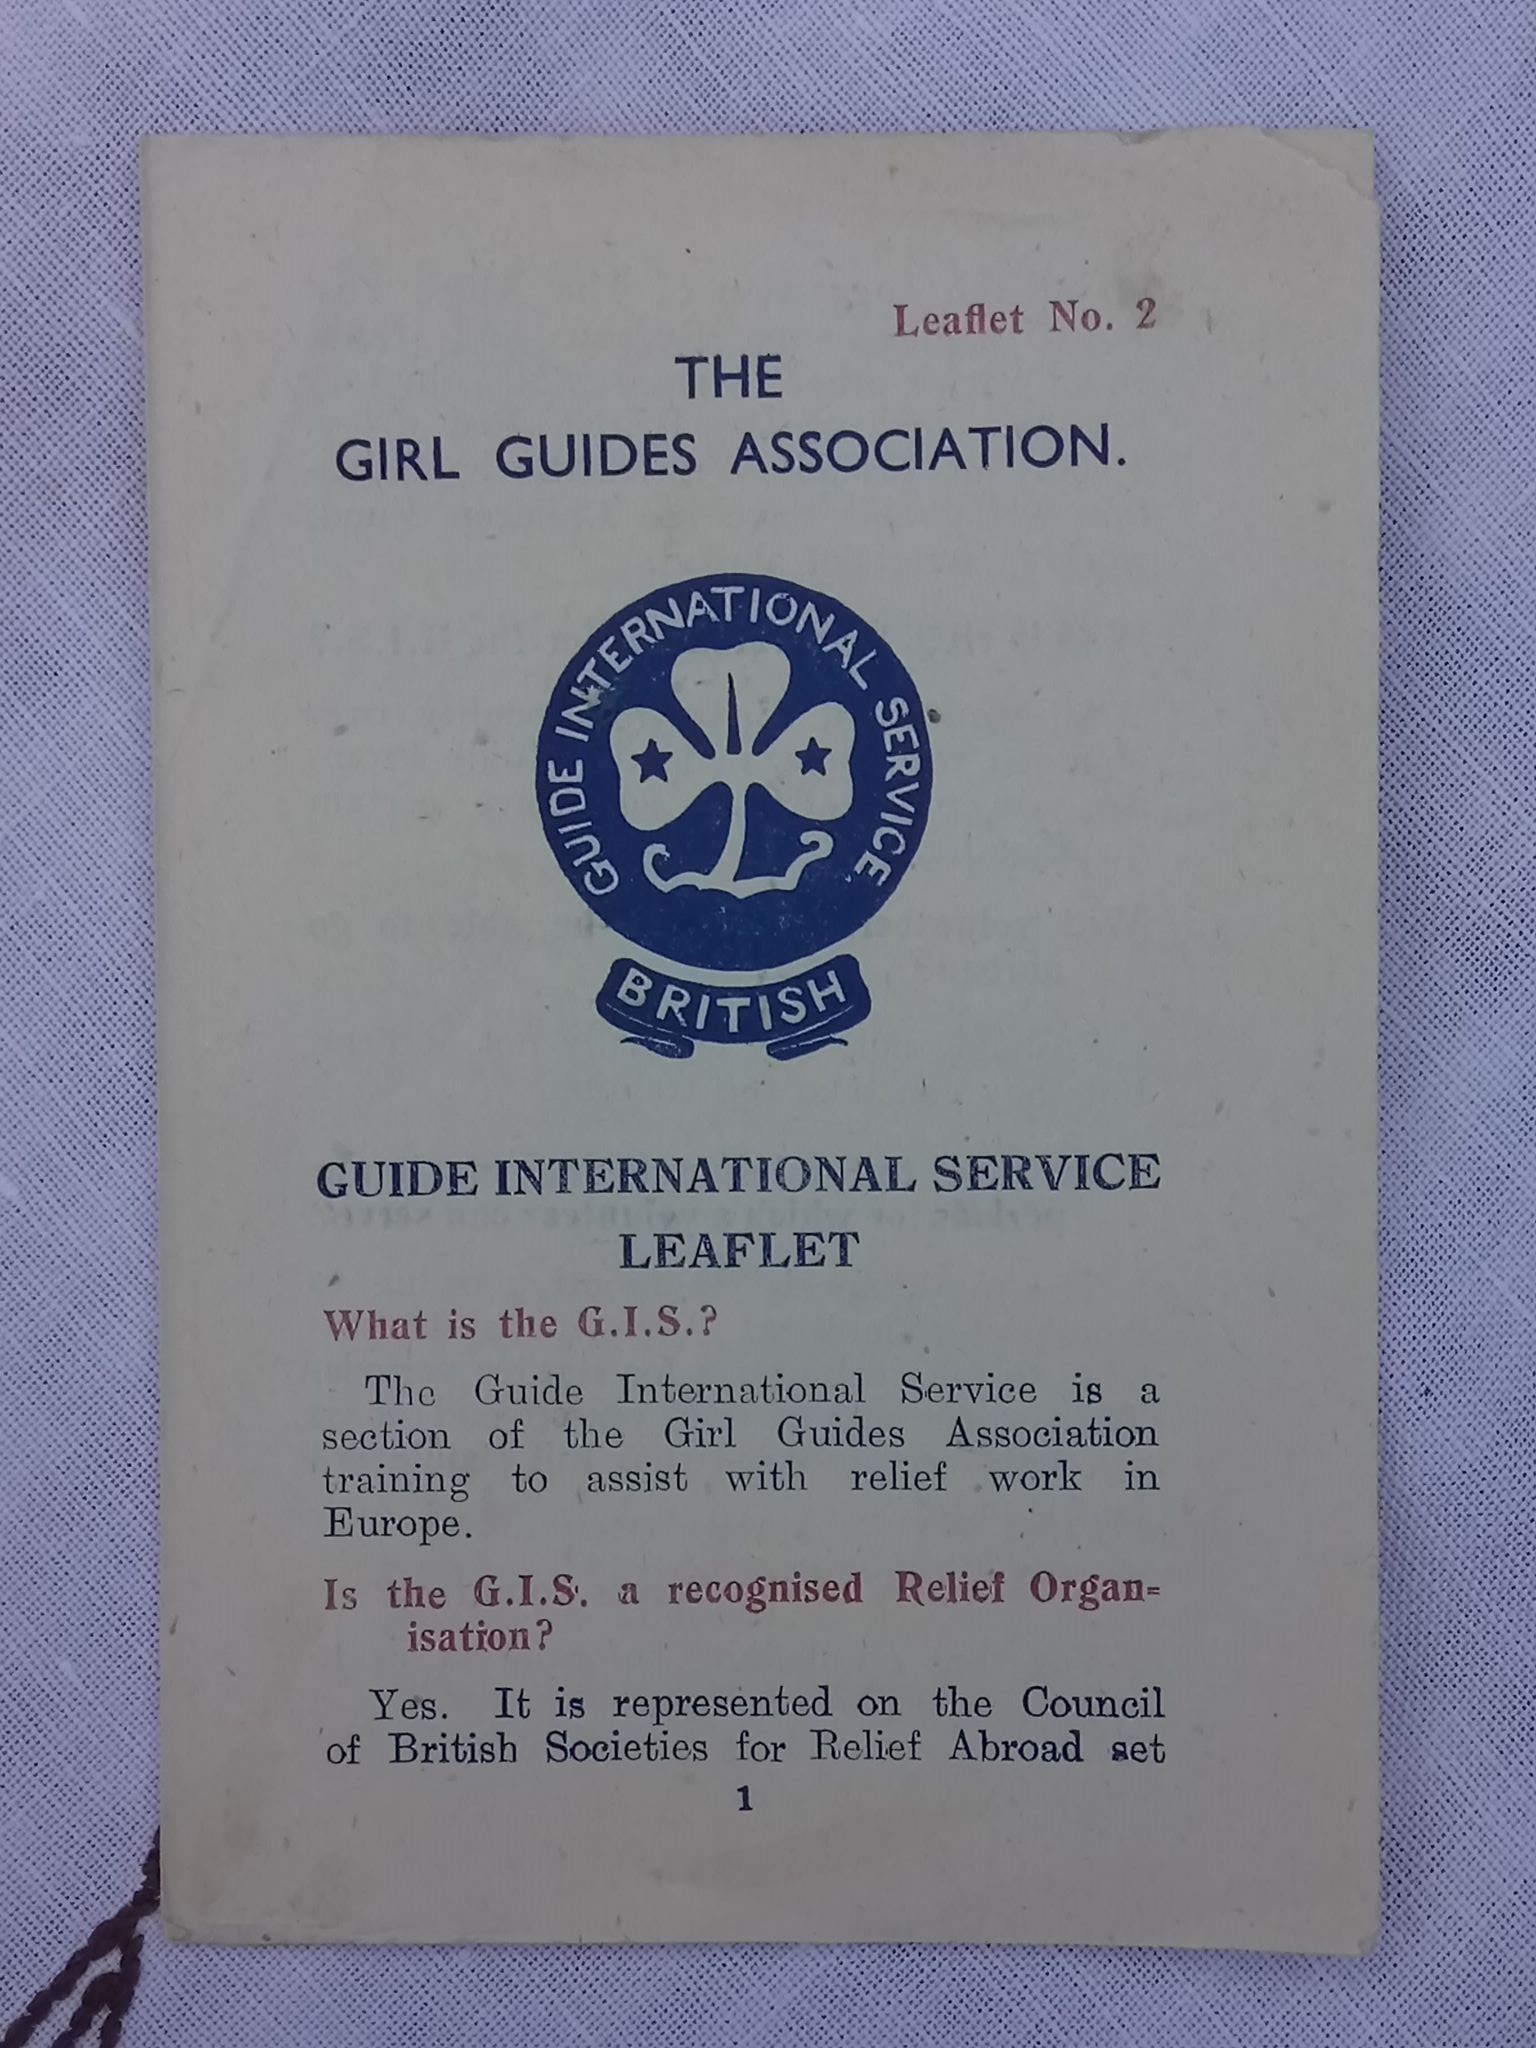 Leaflet No. 2
THE
GIRL GUIDES ASSOCIATION.
GUIDE INTERNATIONAL SERVICE
BRITISH
GUIDE INTERNATIONAL SERVICE
LEAFLET
What is the G.I.S.?
The Guide International Service is a
section of the Girl Guides Association
training to assist with relief work in
Europe.
Is the G.I.S. a recognised Relief Organ=
isation?
Yes. It is represented on the Council
of British Societies for Relief Abroad set
1